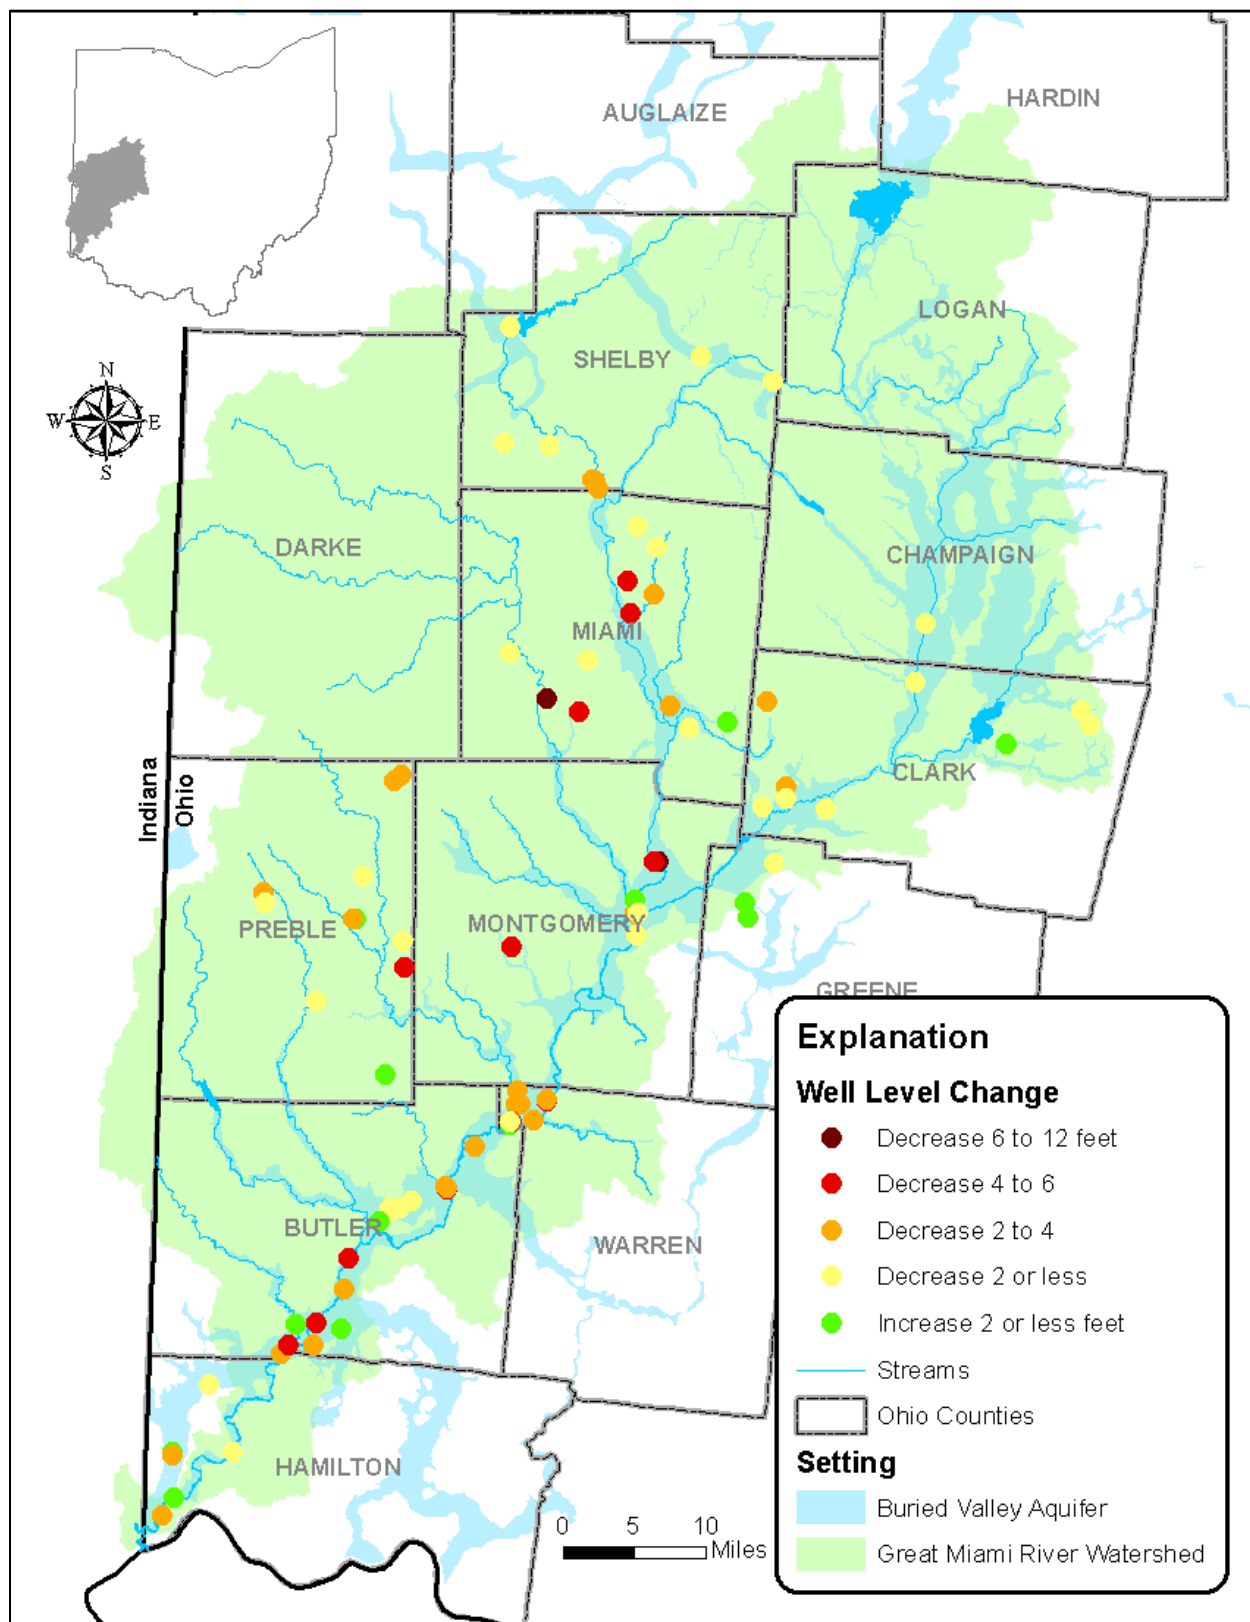 AUGLAIZE
HARDIN
LOGAN
SHELBY
N
W E
S
DARKE
CHAMPAIGN
MIAMI
CLARK
Indiana
Ohio
PREBLE
MONTGOMERY
GREENE
BUTLER
WARREN
HAMILTON
0 5 10
Miles
Explanation
Well Level Change
Decrease 6 to 12 feet
Decrease 4 to 6
Decrease 2 to 4
Decrease 2 or less
Increase 2 or less feet
Streams
Ohio Counties
Setting
Buried Valley Aquifer
Great Miami River Watershed